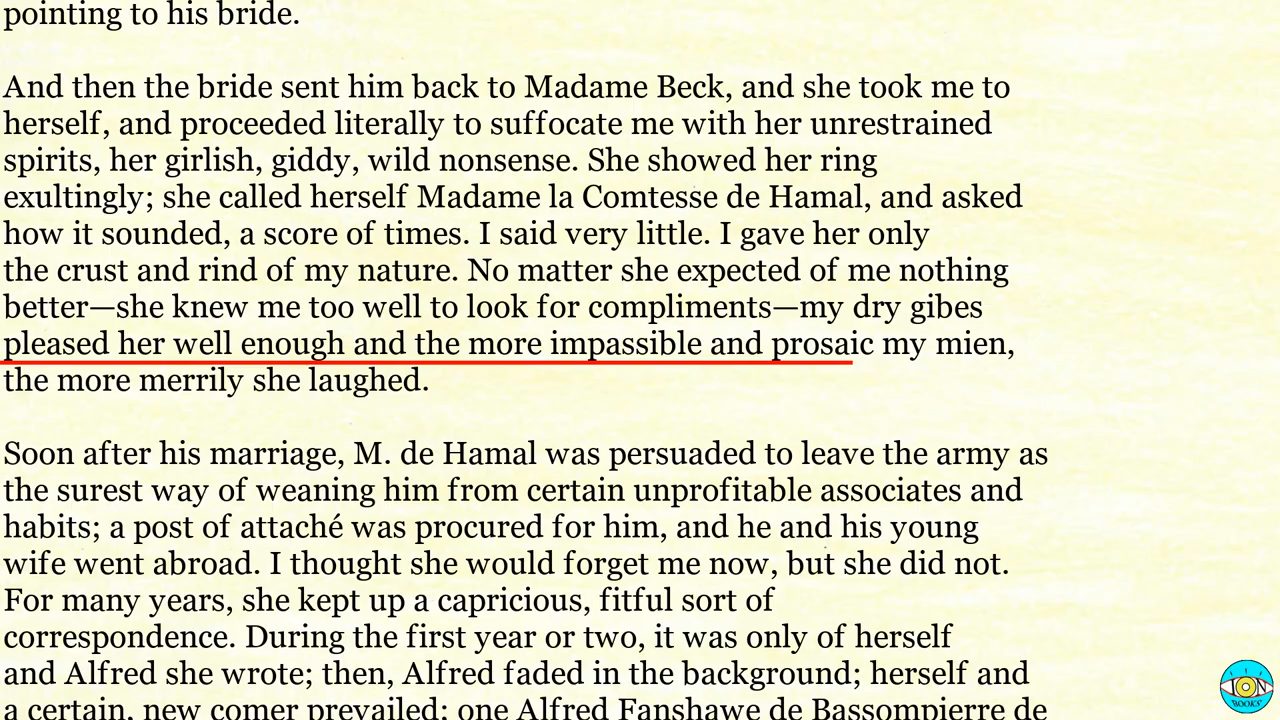 pointing to his bride.
And then the bride sent him back to Madame Beck, and she took me to
herself, and proceeded literally to suffocate me with her unrestrained
spirits, her girlish, giddy, wild nonsense. She showed her ring
exultingly; she called herself Madame la Comtesse de Hamal, and asked
how it sounded, a score of times. I said very little. I gave her only
the crust and rind of my nature. No matter she expected of me nothing
better—she knew me too well to look for compliments—my dry gibes
pleased her well enough and the more impassible and prosaic my mien,
the more merrily she laughed.
Soon after his marriage, M. de Hamal was persuaded to leave the army as
the surest way of weaning him from certain unprofitable associates and
habits; a post of attaché was procured for him, and he and his young
wife went abroad. I thought she would forget me now, but she did not.
For many years, she kept up a capricious, fitful sort of
correspondence. During the first year or two, it was only of herself
and Alfred she wrote; then, Alfred faded in the background; herself and
a certain, new comer prevailed; one Alfred Fanshawe de Bassompierre de
ION
BOOKS